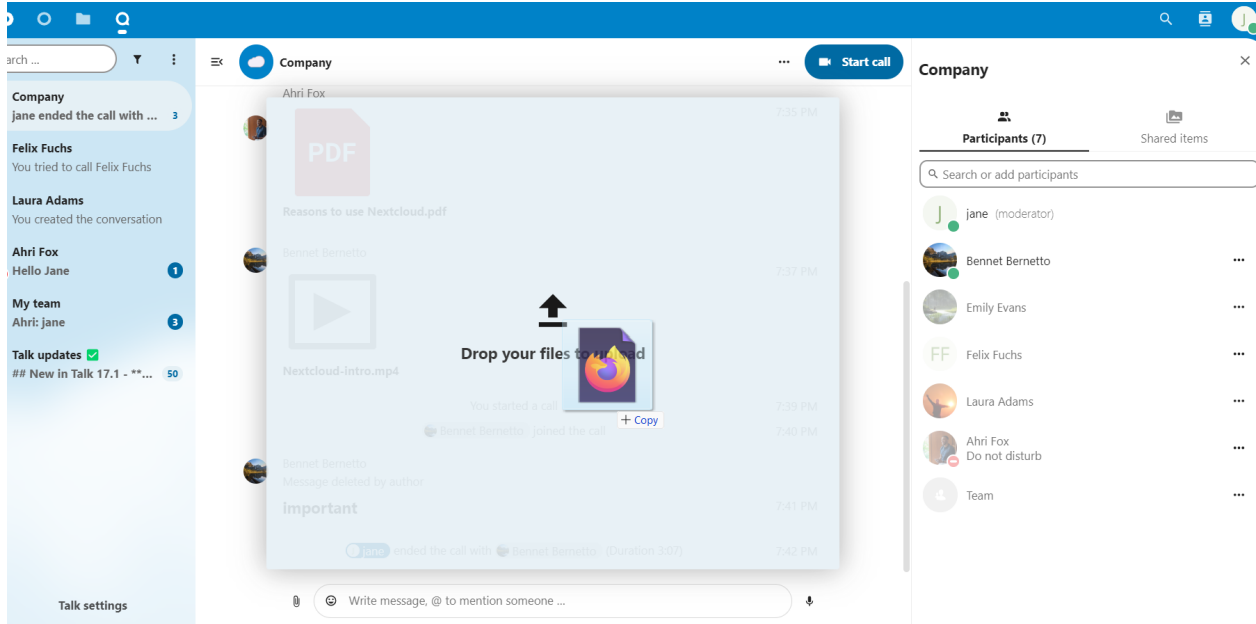 arch ...
Company
jane ended the call with ... 3
Felix Fuchs
You tried to call Felix Fuchs
Laura Adams
You created the conversation
Ahri Fox
Hello Jane 1
My team
Ahri: jane 3
Talk updates ✅
## New in Talk 17.1 - **... 50
Talk settings
Company
Start call
Ahri Fox
7:35 PM
PDF
Reasons to use Nextcloud.pdf
Bennet Bernetto
7:37 PM
Drop your files to upload
Nextcloud-intro.mp4
+ Copy
You started a call 7:39 PM
Bennet Bernetto joined the call 7:40 PM
Bennet Bernetto
Message deleted by author
important 7:41 PM
jane ended the call with Bennet Bernetto (Duration 3:07) 7:42 PM
Write message, @ to mention someone ...
J
Company
Participants (7)
Shared items
Search or add participants
J jane (moderator)
Bennet Bernetto
Emily Evans
FF Felix Fuchs
Laura Adams
Ahri Fox
Do not disturb
Team